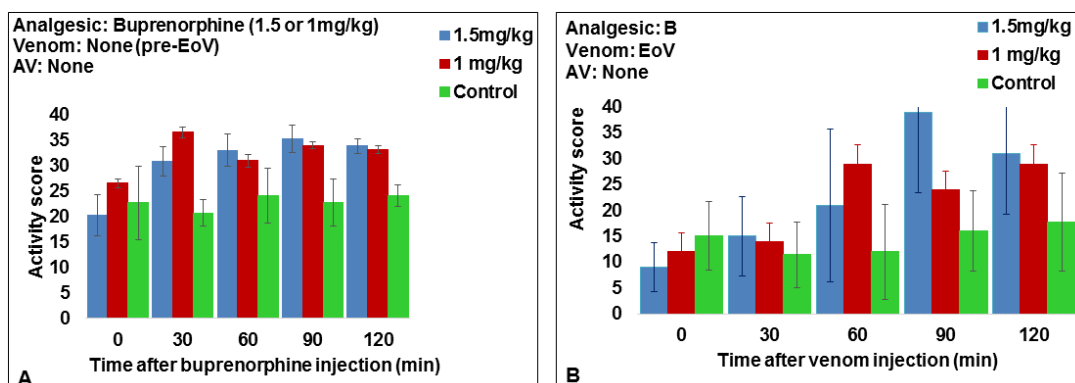 Analgesic: Buprenorphine (1.5 or 1mg/kg)
Venom: None (pre-EoV)
AV: None
1.5mg/kg
1 mg/kg
Control
40
35
30
25
20
15
10
5
0
Activity score
0 30 60 90 120
Time after buprenorphine injection (min)
A
Analgesic: B
Venom: EoV
AV: None
1.5mg/kg
1 mg/kg
Control
40
35
30
25
20
15
10
5
0
Activity score
0 30 60 90 120
Time after venom injection (min)
B